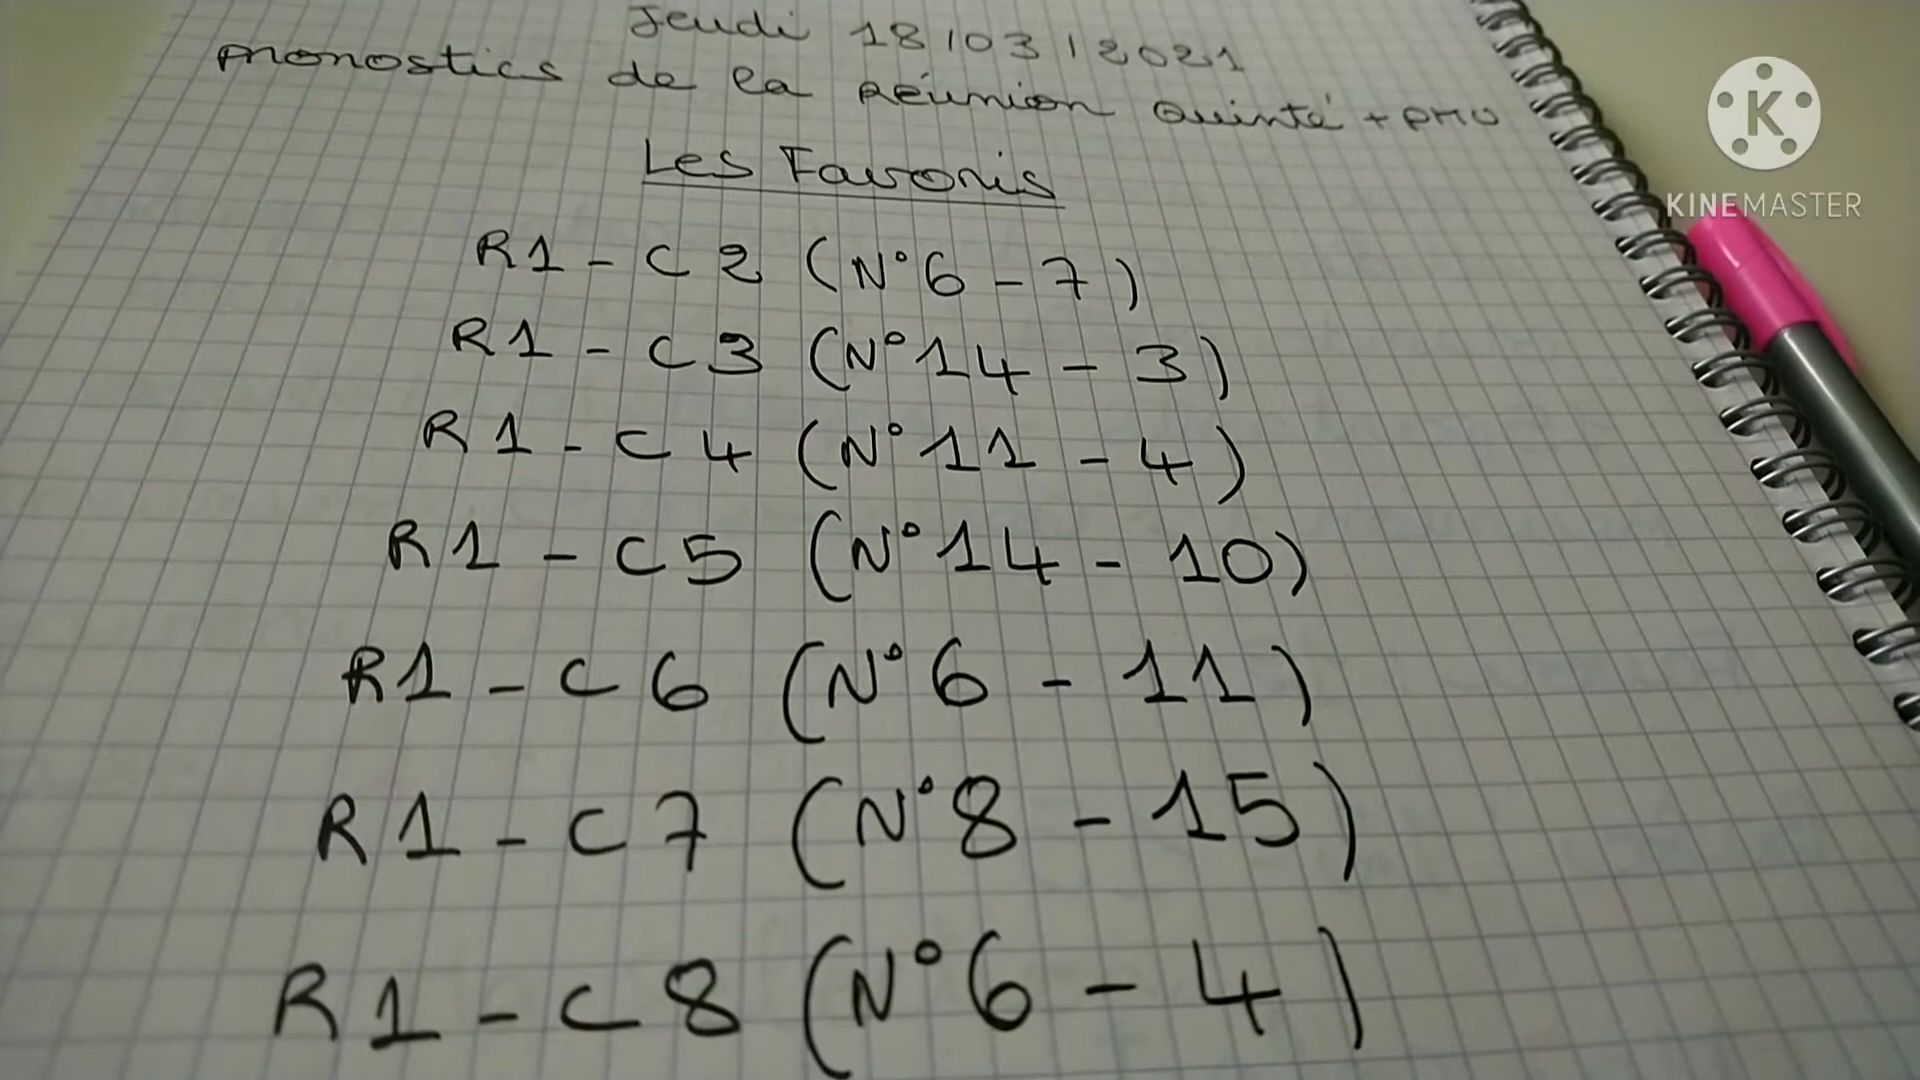 Jeudi 18/03/2021
pronostics de la réunion Quinté + PMU
Les Favoris
R1 - C2 (N°6 - 7)
R1 - C3 (N°14 - 3)
R1 - C4 (N°11 - 4)
R1 - C5 (N°14 - 10)
R1 - C6 (N°6 - 11)
R1 - C7 (N°8 - 15)
R1 - C8 (N°6 - 4)
K
KINEMASTER